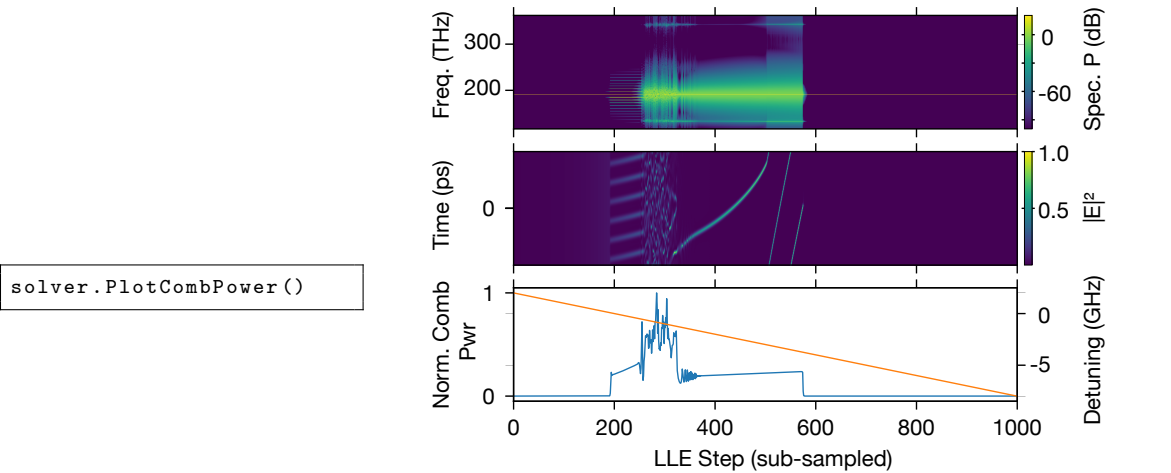 solver.PlotCombPower()
Freq. (THz)
300
200
0
-60
Spec. P (dB)
Time (ps)
0
1.0
0.5
|E|²
Norm. Comb
Pwr
1
0
0
-5
Detuning (GHz)
0 200 400 600 800 1000
LLE Step (sub-sampled)